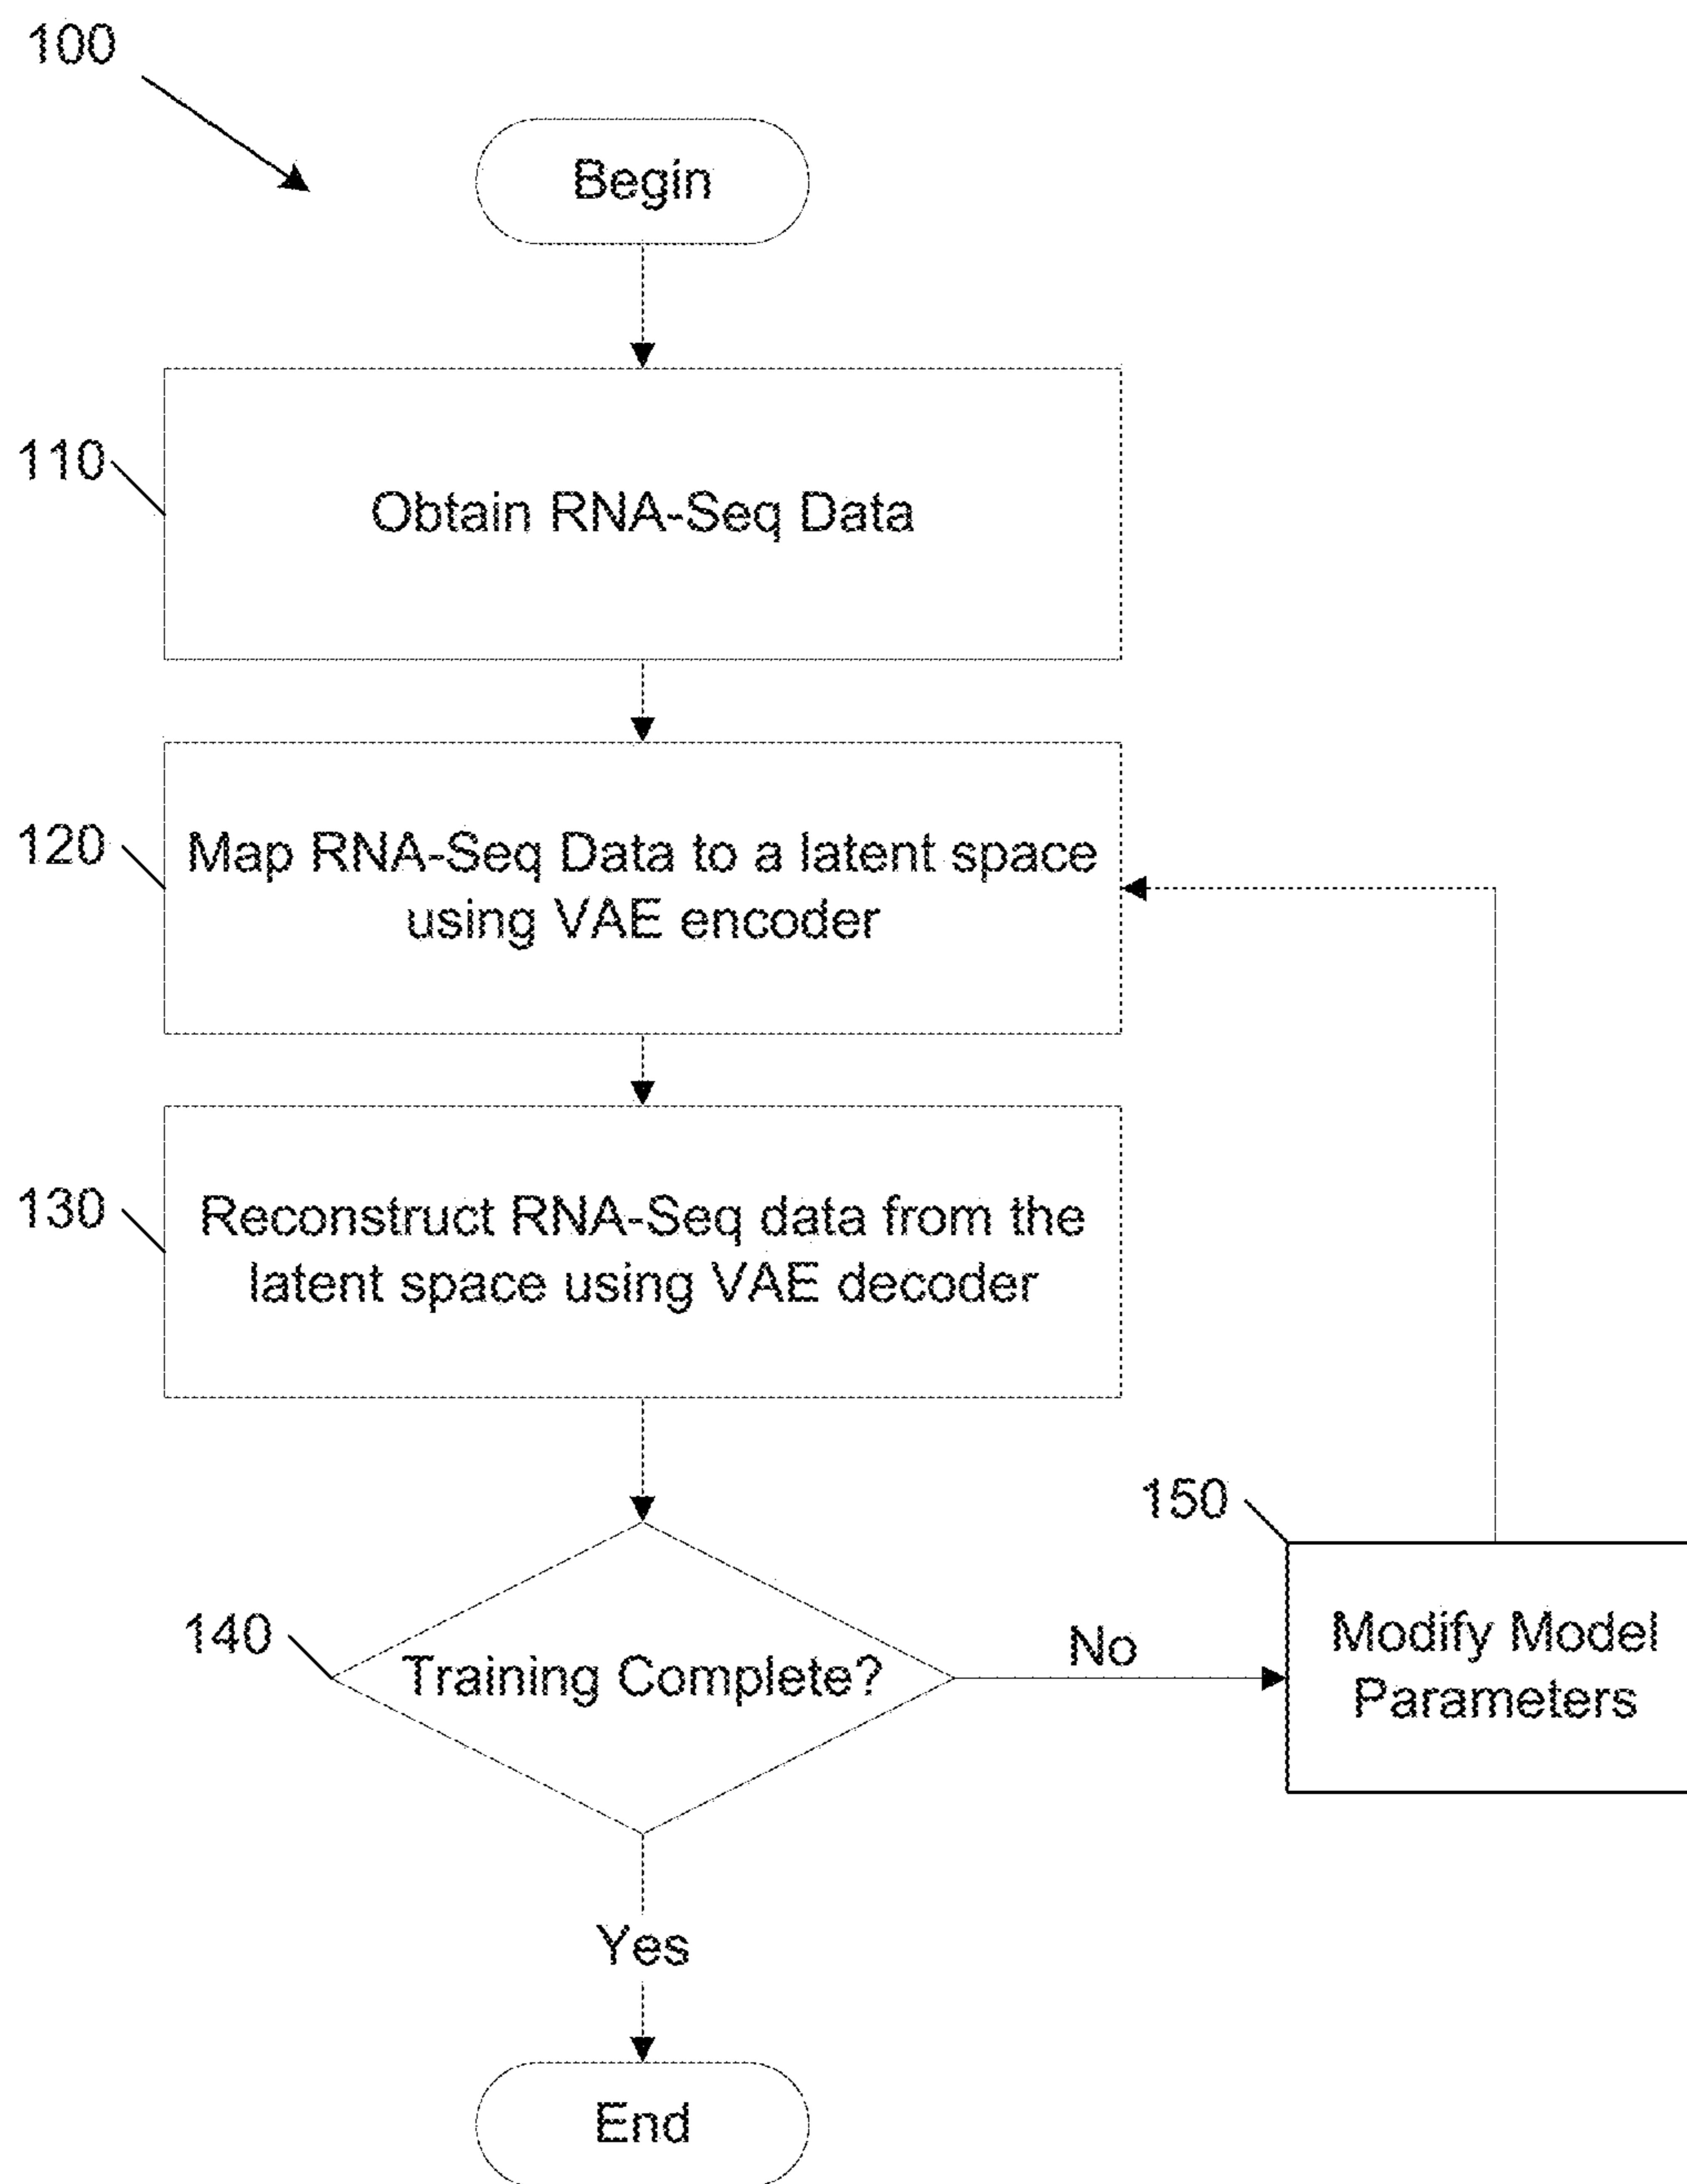 100
Begin
110
Obtain RNA-Seq Data
120
Map RNA-Seq Data to a latent space
using VAE encoder
130
Reconstruct RNA-Seq data from the
latent space using VAE decoder
140
Training Complete?
No
150
Modify Model
Parameters
Yes
End